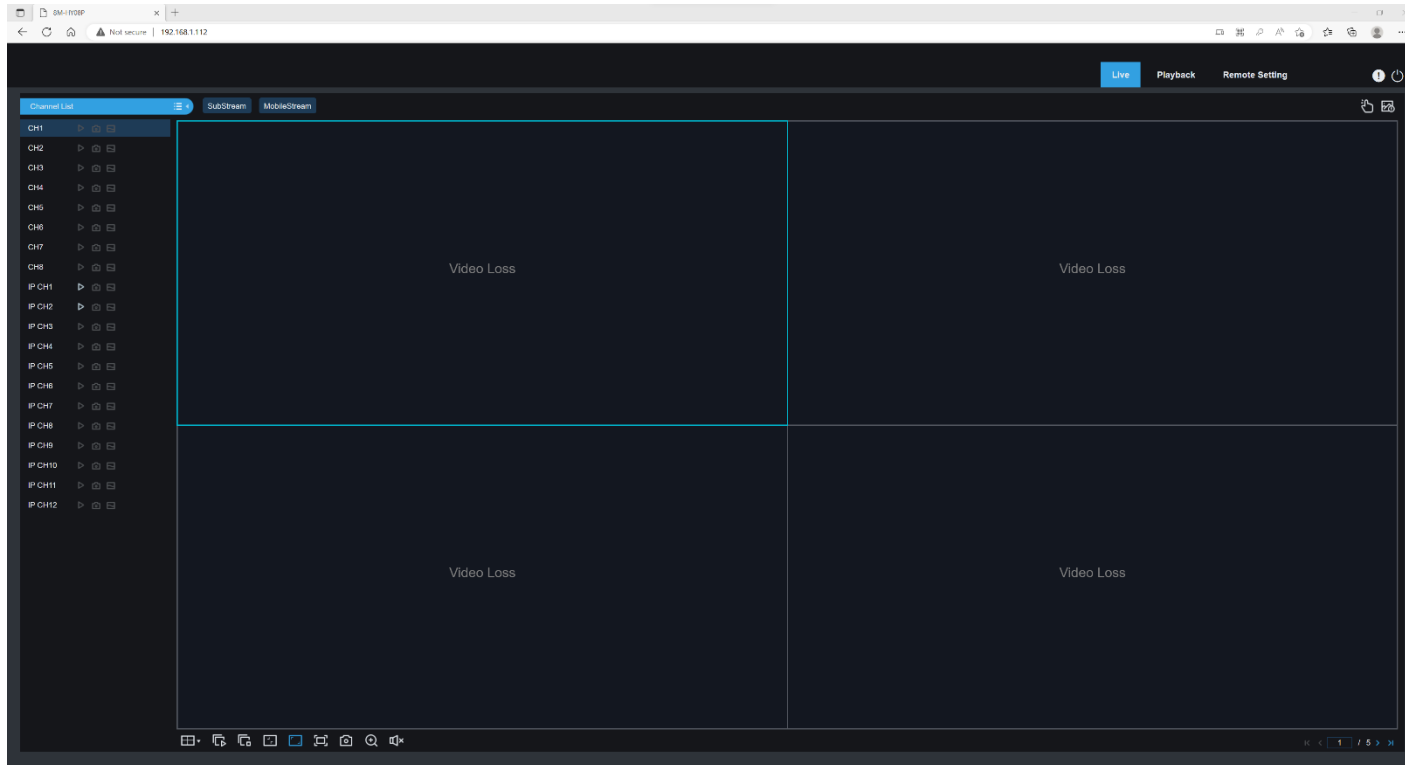 Not secure | 192.168.1.112
Live Playback Remote Setting
Channel List SubStream MobileStream
CH1
CH2
CH3
CH4
CH5
CH6
CH7
CH8
Video Loss Video Loss
IP CH1
IP CH2
IP CH3
IP CH4
IP CH5
IP CH6
IP CH7
IP CH8
IP CH9
IP CH10
IP CH11
IP CH12
Video Loss Video Loss
1 / 5